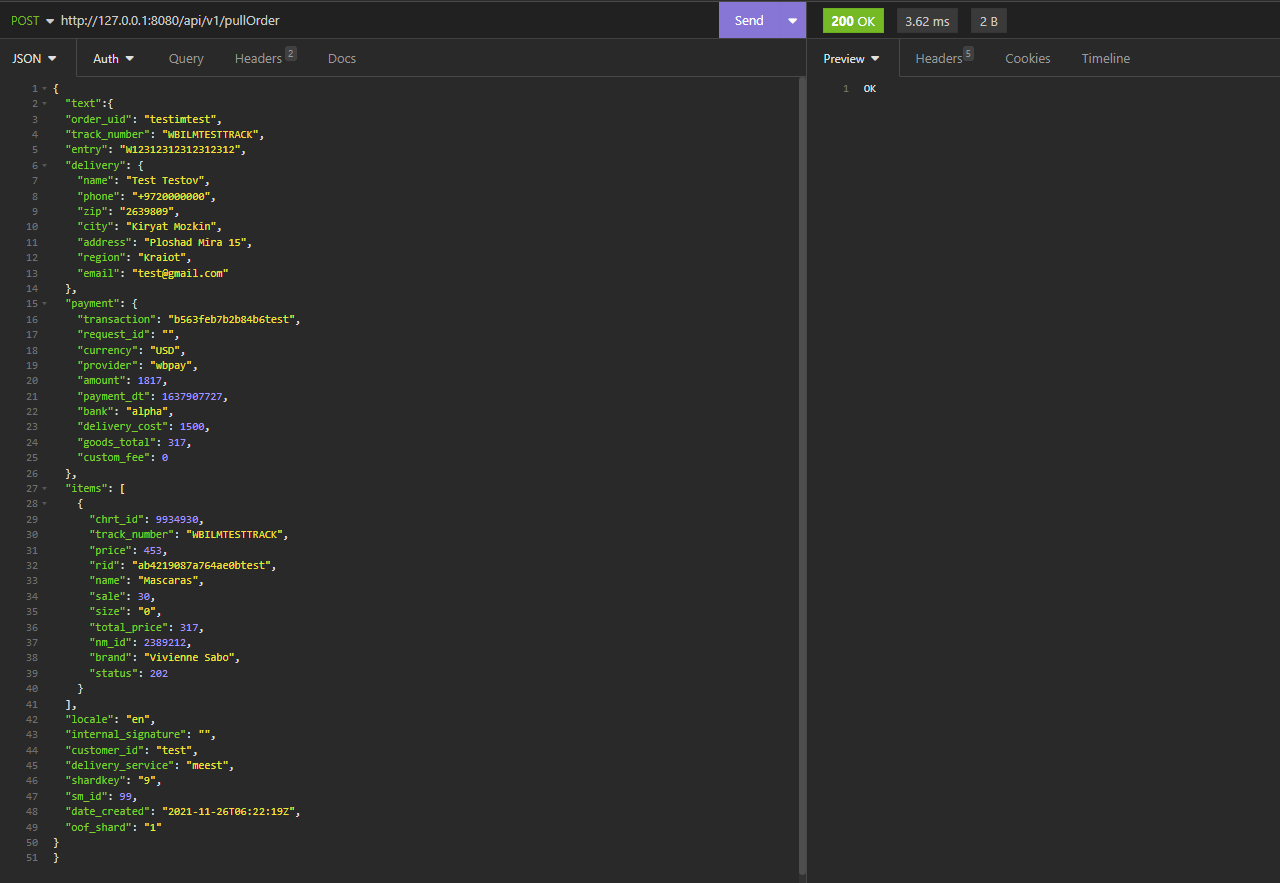 POST http://127.0.0.1:8080/api/v1/pullOrder Send 200 OK 3.62 ms 2 B
JSON Auth Query Headers 2 Docs Preview Headers 5 Cookies Timeline
1 {
2 "text":{
3 "order_uid": "testimtest",
4 "track_number": "WBILMTESTTRACK",
5 "entry": "W12312312312312312",
6 "delivery": {
7 "name": "Test Testov",
8 "phone": "+9720000000",
9 "zip": "2639809",
10 "city": "Kiryat Mozkin",
11 "address": "Ploshad Mira 15",
12 "region": "Kraiot",
13 "email": "test@gmail.com"
14 },
15 "payment": {
16 "transaction": "b563feb7b2b84b6test",
17 "request_id": "",
18 "currency": "USD",
19 "provider": "wbpay",
20 "amount": 1817,
21 "payment_dt": 1637907727,
22 "bank": "alpha",
23 "delivery_cost": 1500,
24 "goods_total": 317,
25 "custom_fee": 0
26 },
27 "items": [
28 {
29 "chrt_id": 9934930,
30 "track_number": "WBILMTESTTRACK",
31 "price": 453,
32 "rid": "ab4219087a764ae0btest",
33 "name": "Mascaras",
34 "sale": 30,
35 "size": "0",
36 "total_price": 317,
37 "nm_id": 2389212,
38 "brand": "Vivienne Sabo",
39 "status": 202
40 }
41 ],
42 "locale": "en",
43 "internal_signature": "",
44 "customer_id": "test",
45 "delivery_service": "meest",
46 "shardkey": "9",
47 "sm_id": 99,
48 "date_created": "2021-11-26T06:22:19Z",
49 "oof_shard": "1"
50 }
51 }
1 OK